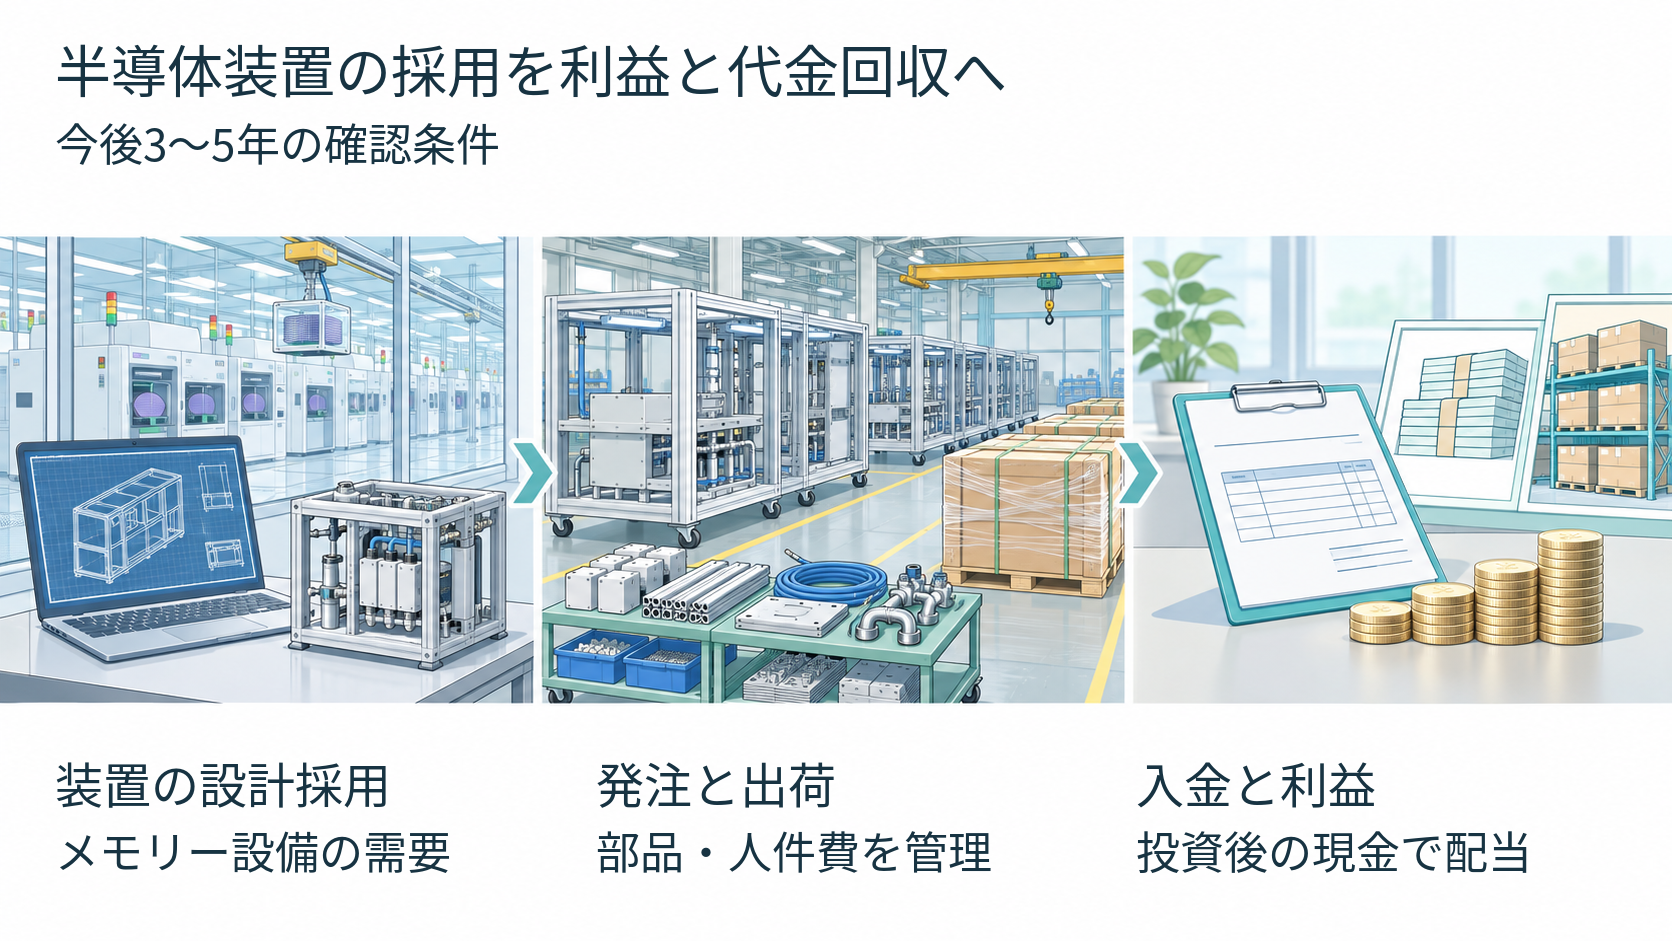 半導体装置の採用を利益と代金回収へ
今後3〜5年の確認条件
装置の設計採用
メモリー設備の需要
発注と出荷
部品・人件費を管理
入金と利益
投資後の現金で配当